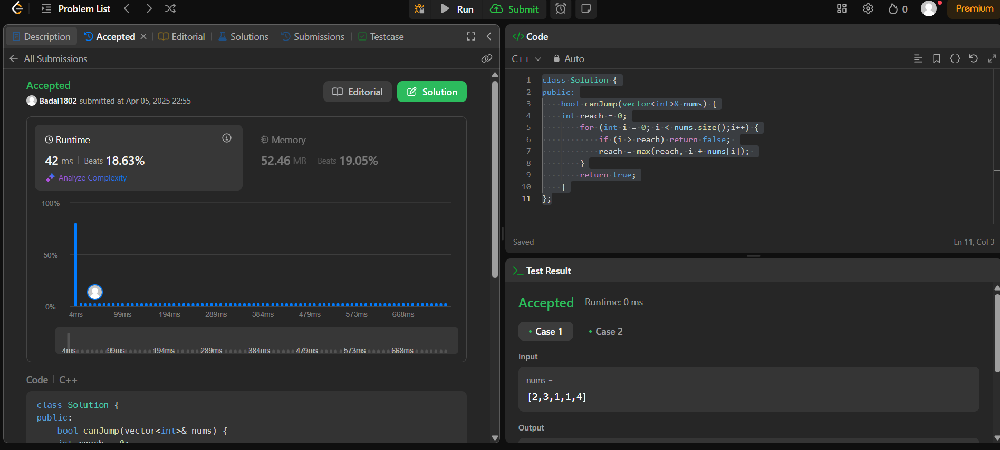 Problem List
Run
Submit
0
Premium
Description
Accepted
Editorial
Solutions
Submissions
Testcase
All Submissions
Accepted
Badal1802 submitted at Apr 05, 2025 22:55
Editorial
Solution
Runtime
42 ms | Beats 18.63%
Analyze Complexity
Memory
52.46 MB | Beats 19.05%
100%
50%
0%
4ms 99ms 194ms 289ms 384ms 479ms 573ms 668ms
4ms 99ms 194ms 289ms 384ms 479ms 573ms 668ms
Code | C++
class Solution {
public:
    bool canJump(vector<int>& nums) {
    int reach = 0;
</> Code
C++
Auto
1 class Solution {
2 public:
3     bool canJump(vector<int>& nums) {
4     int reach = 0;
5         for (int i = 0; i < nums.size();i++) {
6             if (i > reach) return false;
7             reach = max(reach, i + nums[i]);
8         }
9         return true;
10     }
11 };
Saved
Ln 11, Col 3
Test Result
Accepted
Runtime: 0 ms
Case 1
Case 2
Input
nums =
[2,3,1,1,4]
Output